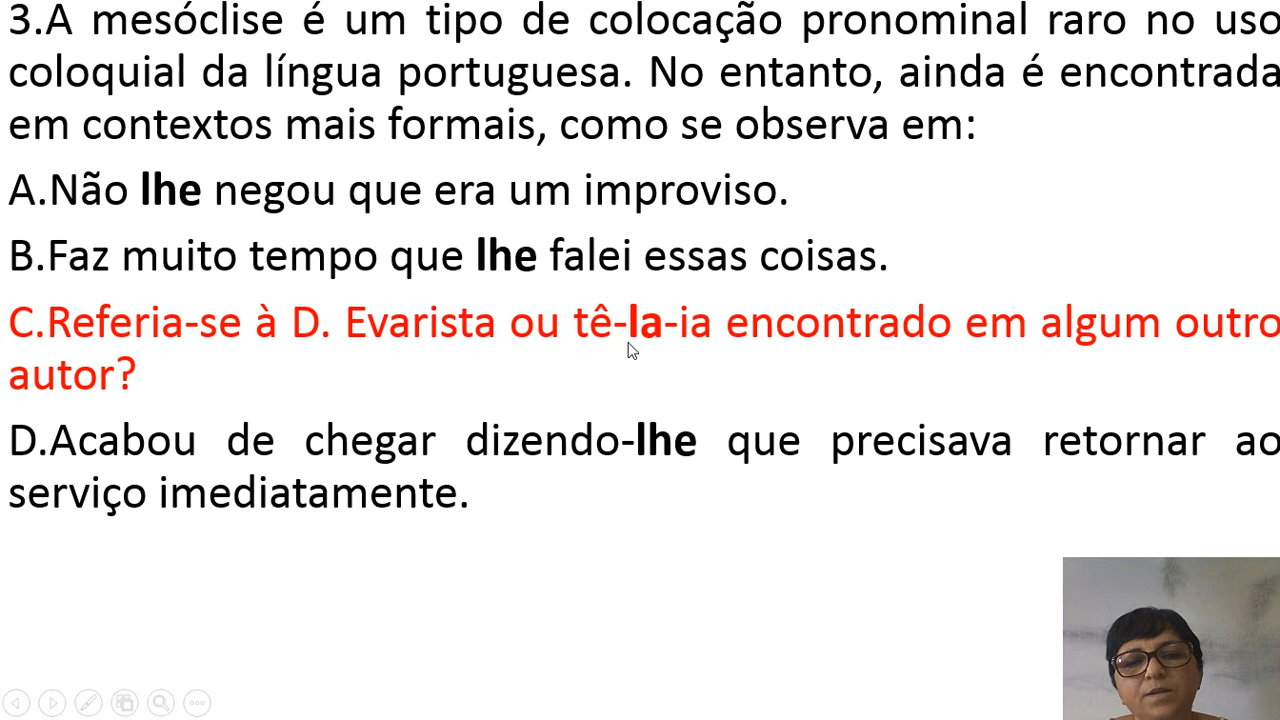 3.A mesóclise é um tipo de colocação pronominal raro no uso
coloquial da língua portuguesa. No entanto, ainda é encontrada
em contextos mais formais, como se observa em:
A.Não lhe negou que era um improviso.
B.Faz muito tempo que lhe falei essas coisas.
C.Referia-se à D. Evarista ou tê-la-ia encontrado em algum outro
autor?
D.Acabou de chegar dizendo-lhe que precisava retornar ao
serviço imediatamente.